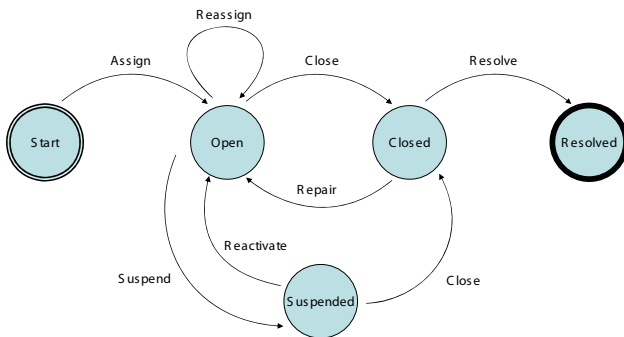 Reassign
Assign
Close
Resolve
Start
Open
Closed
Resolved
Repair
Reactivate
Suspend
Suspended
Close